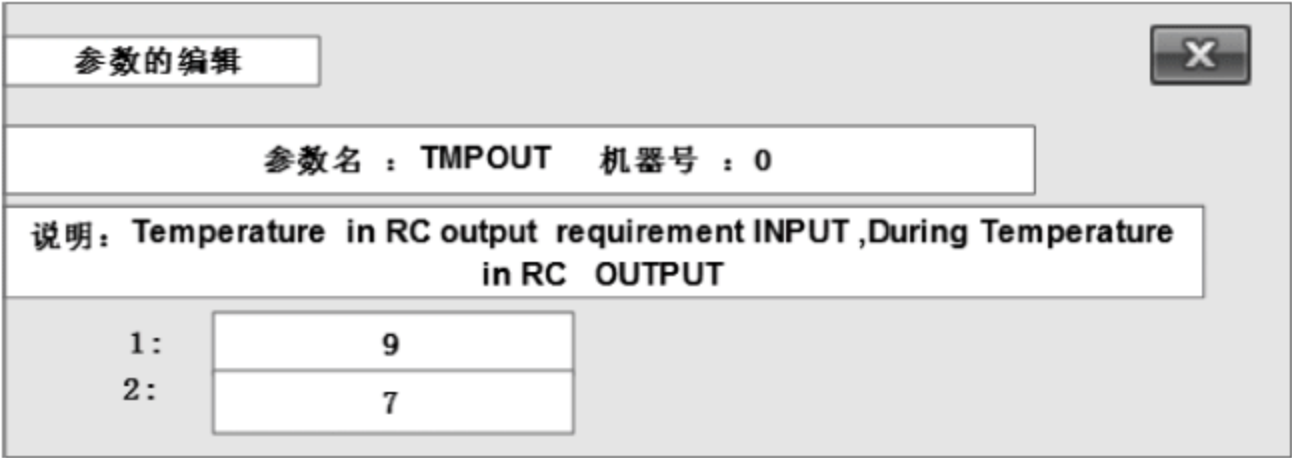 参数的编辑
参数名 ：TMPOUT 机器号 ：0
说明：Temperature in RC output requirement INPUT ,During Temperature
in RC OUTPUT
1： 9
2： 7